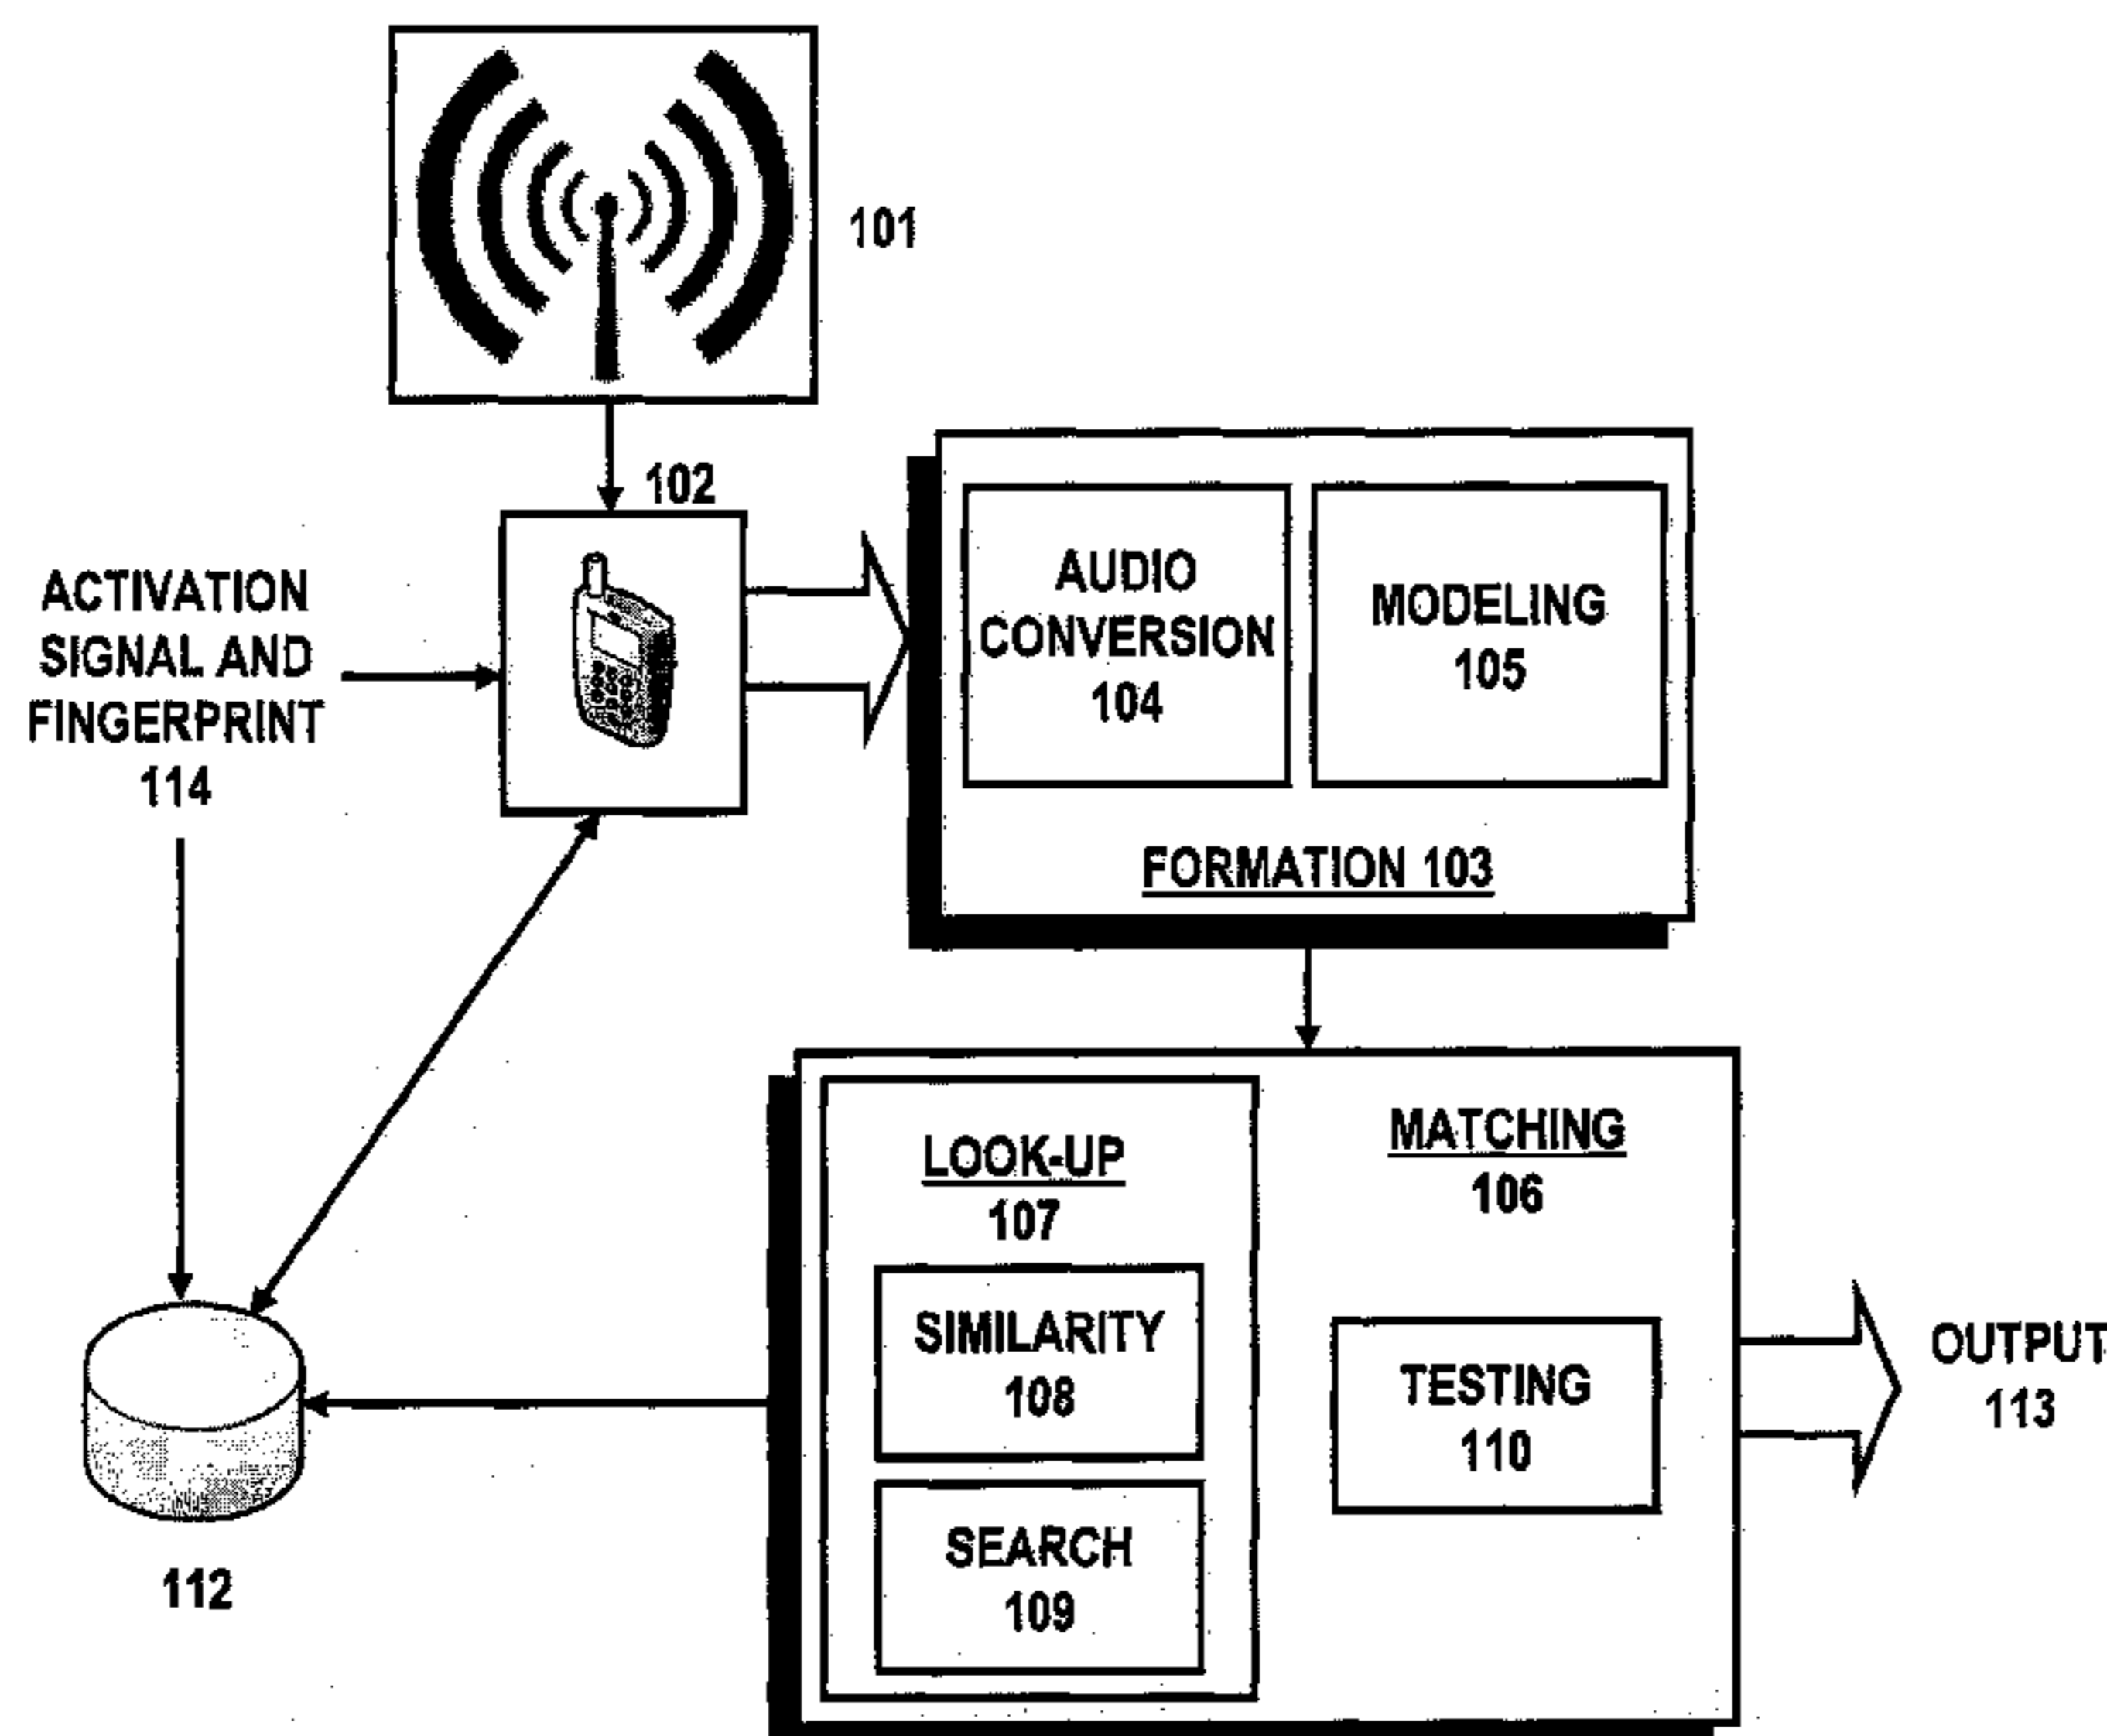 101
102
ACTIVATION
SIGNAL AND
FINGERPRINT
114
AUDIO
CONVERSION
104
MODELING
105
FORMATION 103
LOOK-UP
107
SIMILARITY
108
SEARCH
109
MATCHING
106
TESTING
110
OUTPUT
113
112